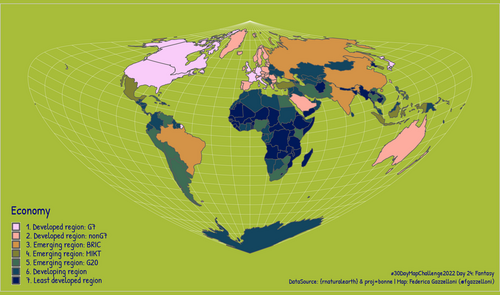 Economy
1. Developed region: G7
2. Developed region: nonG7
3. Emerging region: BRIC
4. Emerging region: MIKT
5. Emerging region: G20
6. Developing region
7. Least developed region
#30DayMapChallenge2022 Day 24: Fantasy
DataSource: {rnaturalearth} & proj=bonne | Map: Federica Gazzelloni (@fgazzelloni)